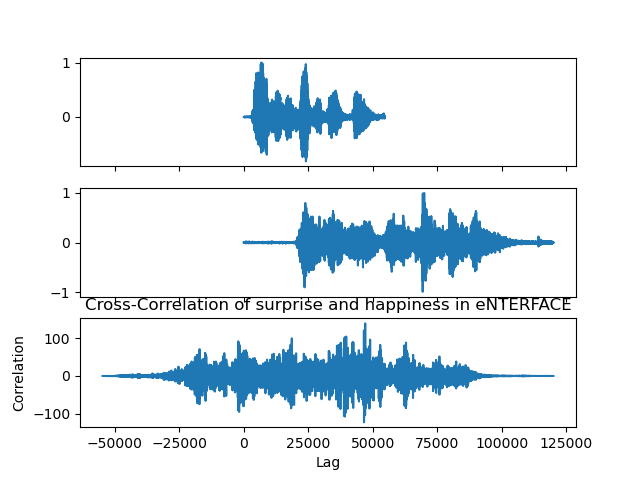 1
0
1
0
−1
Cross-Correlation of surprise and happiness in eNTERFACE
Correlation
100
0
−100
−50000 −25000 0 25000 50000 75000 100000 125000
Lag